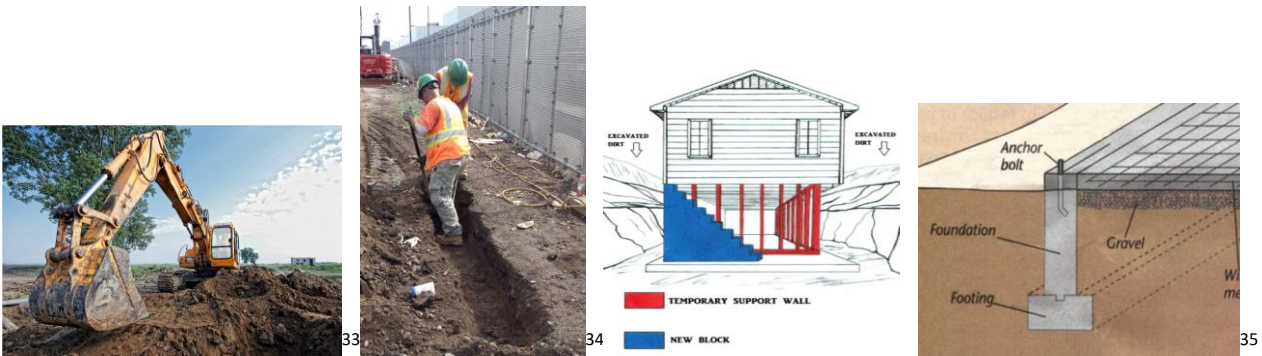 33
34
EXCAVATED
DIRT
EXCAVATED
DIRT
TEMPORARY SUPPORT WALL
NEW BLOCK
Anchor
bolt
Foundation
Gravel
Footing
35